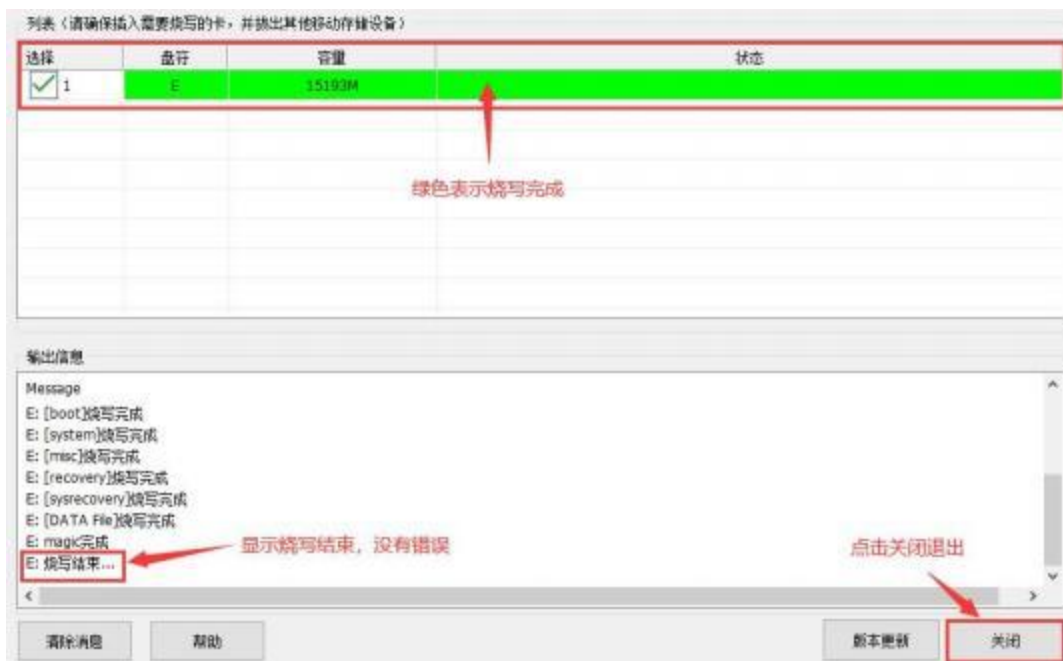 列表（请确保插入需要烧写的卡，并拔出其他移动存储设备）
选择 盘符 容量 状态
1 E 15193M
绿色表示烧写完成
输出信息
Message
E: [boot]烧写完成
E: [system]烧写完成
E: [misc]烧写完成
E: [recovery]烧写完成
E: [sysrecovery]烧写完成
E: [DATA File]烧写完成
E: magic完成
E: 烧写结束...
显示烧写结束，没有错误
点击关闭退出
清除消息 帮助 版本更新 关闭